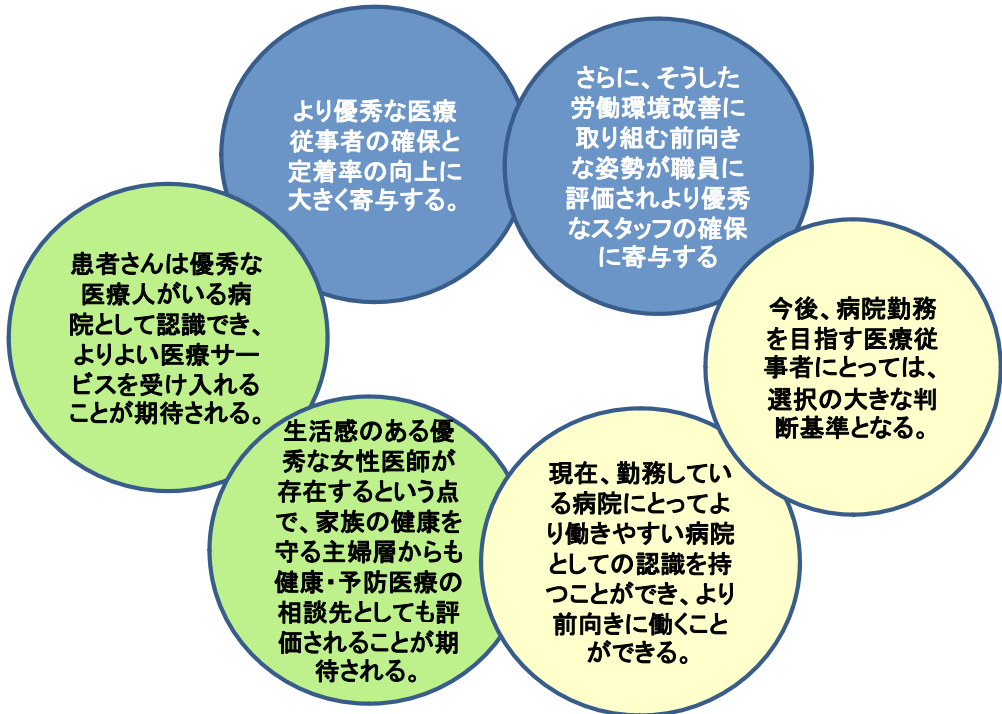 より優秀な医療
従事者の確保と
定着率の向上に
大きく寄与する。
さらに、そうした
労働環境改善に
取り組む前向き
な姿勢が職員に
評価されより優秀
なスタッフの確保
に寄与する
患者さんは優秀な
医療人がいる病
院として認識でき、
よりよい医療サー
ビスを受け入れる
ことが期待される。
今後、病院勤務
を目指す医療従
事者にとっては、
選択の大きな判
断基準となる。
生活感のある優
秀な女性医師が
存在するという点
で、家族の健康を
守る主婦層からも
健康・予防医療の
相談先としても評
価されることが期
待される。
現在、勤務してい
る病院にとってよ
り働きやすい病院
としての認識を持
つことができ、より
前向きに働くこと
ができる。